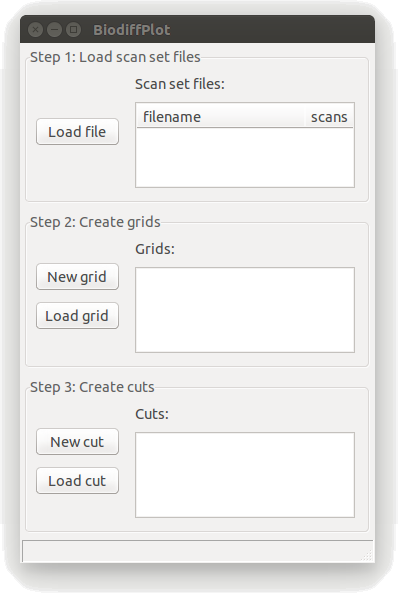 BiodiffPlot
Step 1: Load scan set files
Scan set files:
Load file
filename scans
Step 2: Create grids
Grids:
New grid
Load grid
Step 3: Create cuts
Cuts:
New cut
Load cut